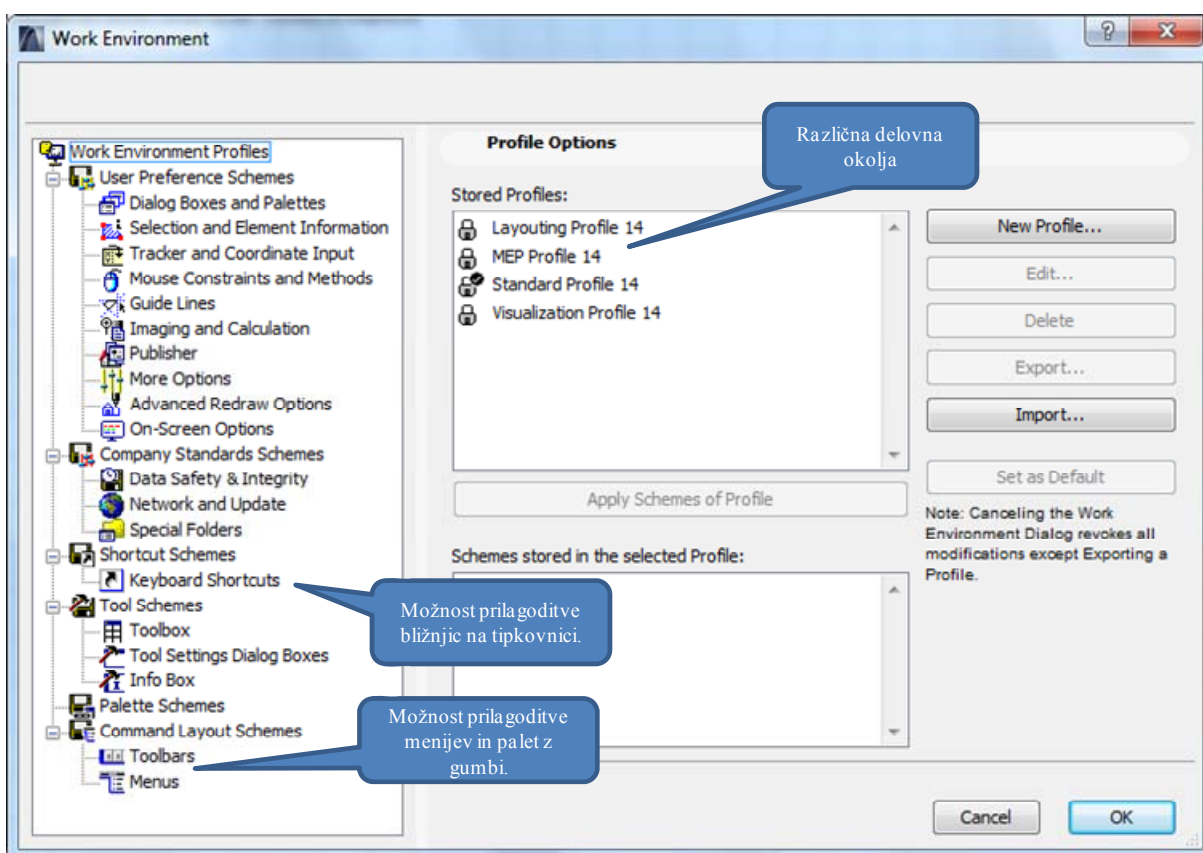 Work Environment
Work Environment Profiles
User Preference Schemes
Dialog Boxes and Palettes
Selection and Element Information
Tracker and Coordinate Input
Mouse Constraints and Methods
Guide Lines
Imaging and Calculation
Publisher
More Options
Advanced Redraw Options
On-Screen Options
Company Standards Schemes
Data Safety & Integrity
Network and Update
Special Folders
Shortcut Schemes
Keyboard Shortcuts
Tool Schemes
Toolbox
Tool Settings Dialog Boxes
Info Box
Palette Schemes
Command Layout Schemes
Toolbars
Menus
Možnost prilagoditve
bližnjic na tipkovnici.
Možnost prilagoditve
menijev in palet z
gumbi.
Profile Options
Različna delovna
okolja
Stored Profiles:
Layouting Profile 14
MEP Profile 14
Standard Profile 14
Visualization Profile 14
Apply Schemes of Profile
Schemes stored in the selected Profile:
New Profile...
Edit...
Delete
Export...
Import...
Set as Default
Note: Canceling the Work
Environment Dialog revokes all
modifications except Exporting a
Profile.
Cancel
OK